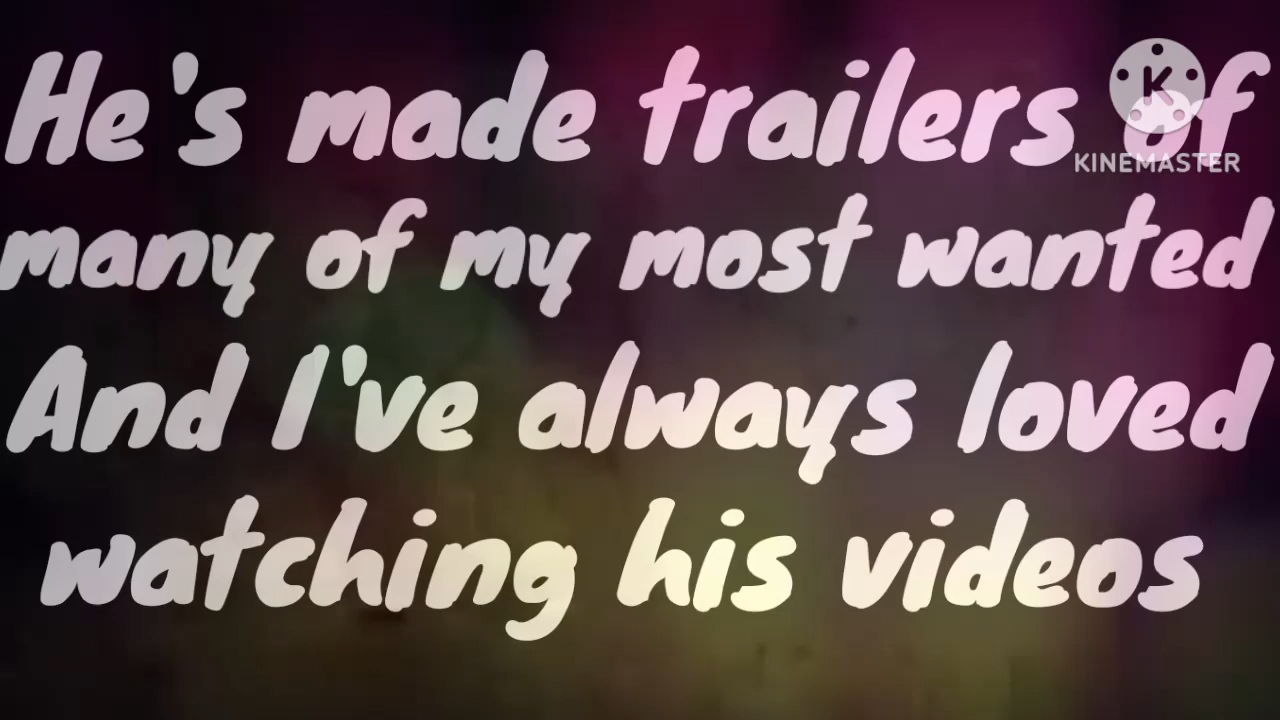 He's made trailers of
KINEMASTER
many of my most wanted
And I've always loved
watching his videos